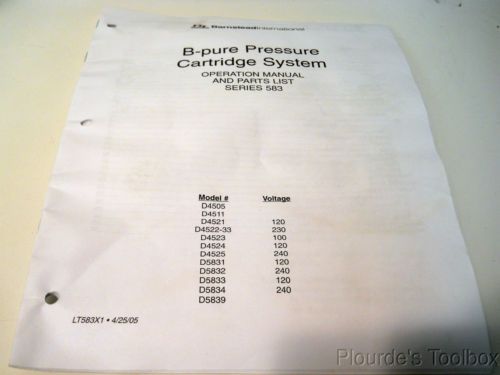 Barnstead International
B-pure Pressure
Cartridge System
OPERATION MANUAL
AND PARTS LIST
SERIES 583
Model # Voltage
D4505
D4511
D4521 120
D4522-33 230
D4523 100
D4524 120
D4525 240
D5831 120
D5832 240
D5833 120
D5834 240
D5839
LT583X1 • 4/25/05
Plourde's Toolbox